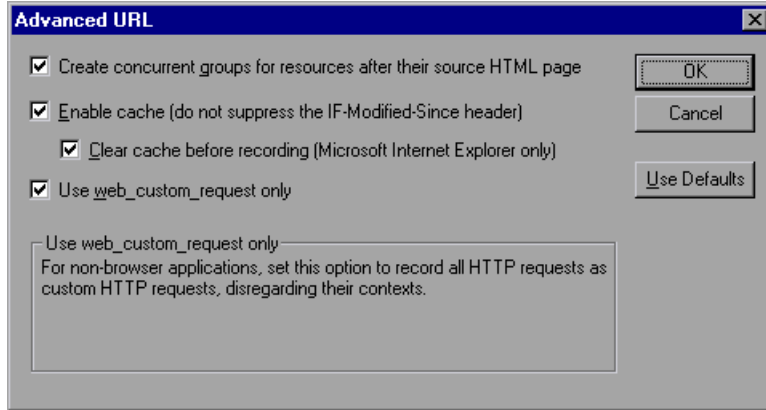 Advanced URL
Create concurrent groups for resources after their source HTML page
OK
Enable cache (do not suppress the IF-Modified-Since header)
Cancel
Clear cache before recording (Microsoft Internet Explorer only)
Use Defaults
Use web_custom_request only
Use web_custom_request only
For non-browser applications, set this option to record all HTTP requests as
custom HTTP requests, disregarding their contexts.